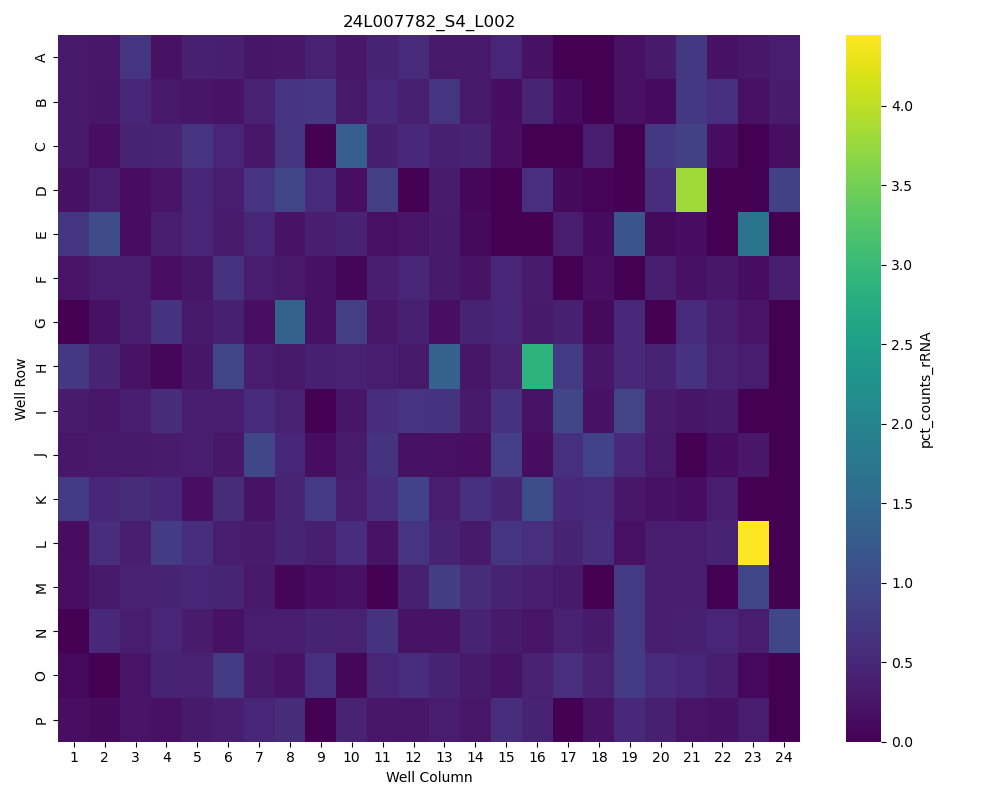 24L007782_S4_L002
Well Row
A
B
C
D
E
F
G
H
I
J
K
L
M
N
O
P
1 2 3 4 5 6 7 8 9 10 11 12 13 14 15 16 17 18 19 20 21 22 23 24
Well Column
4.0
3.5
3.0
2.5
2.0
1.5
1.0
0.5
0.0
pct_counts_rRNA